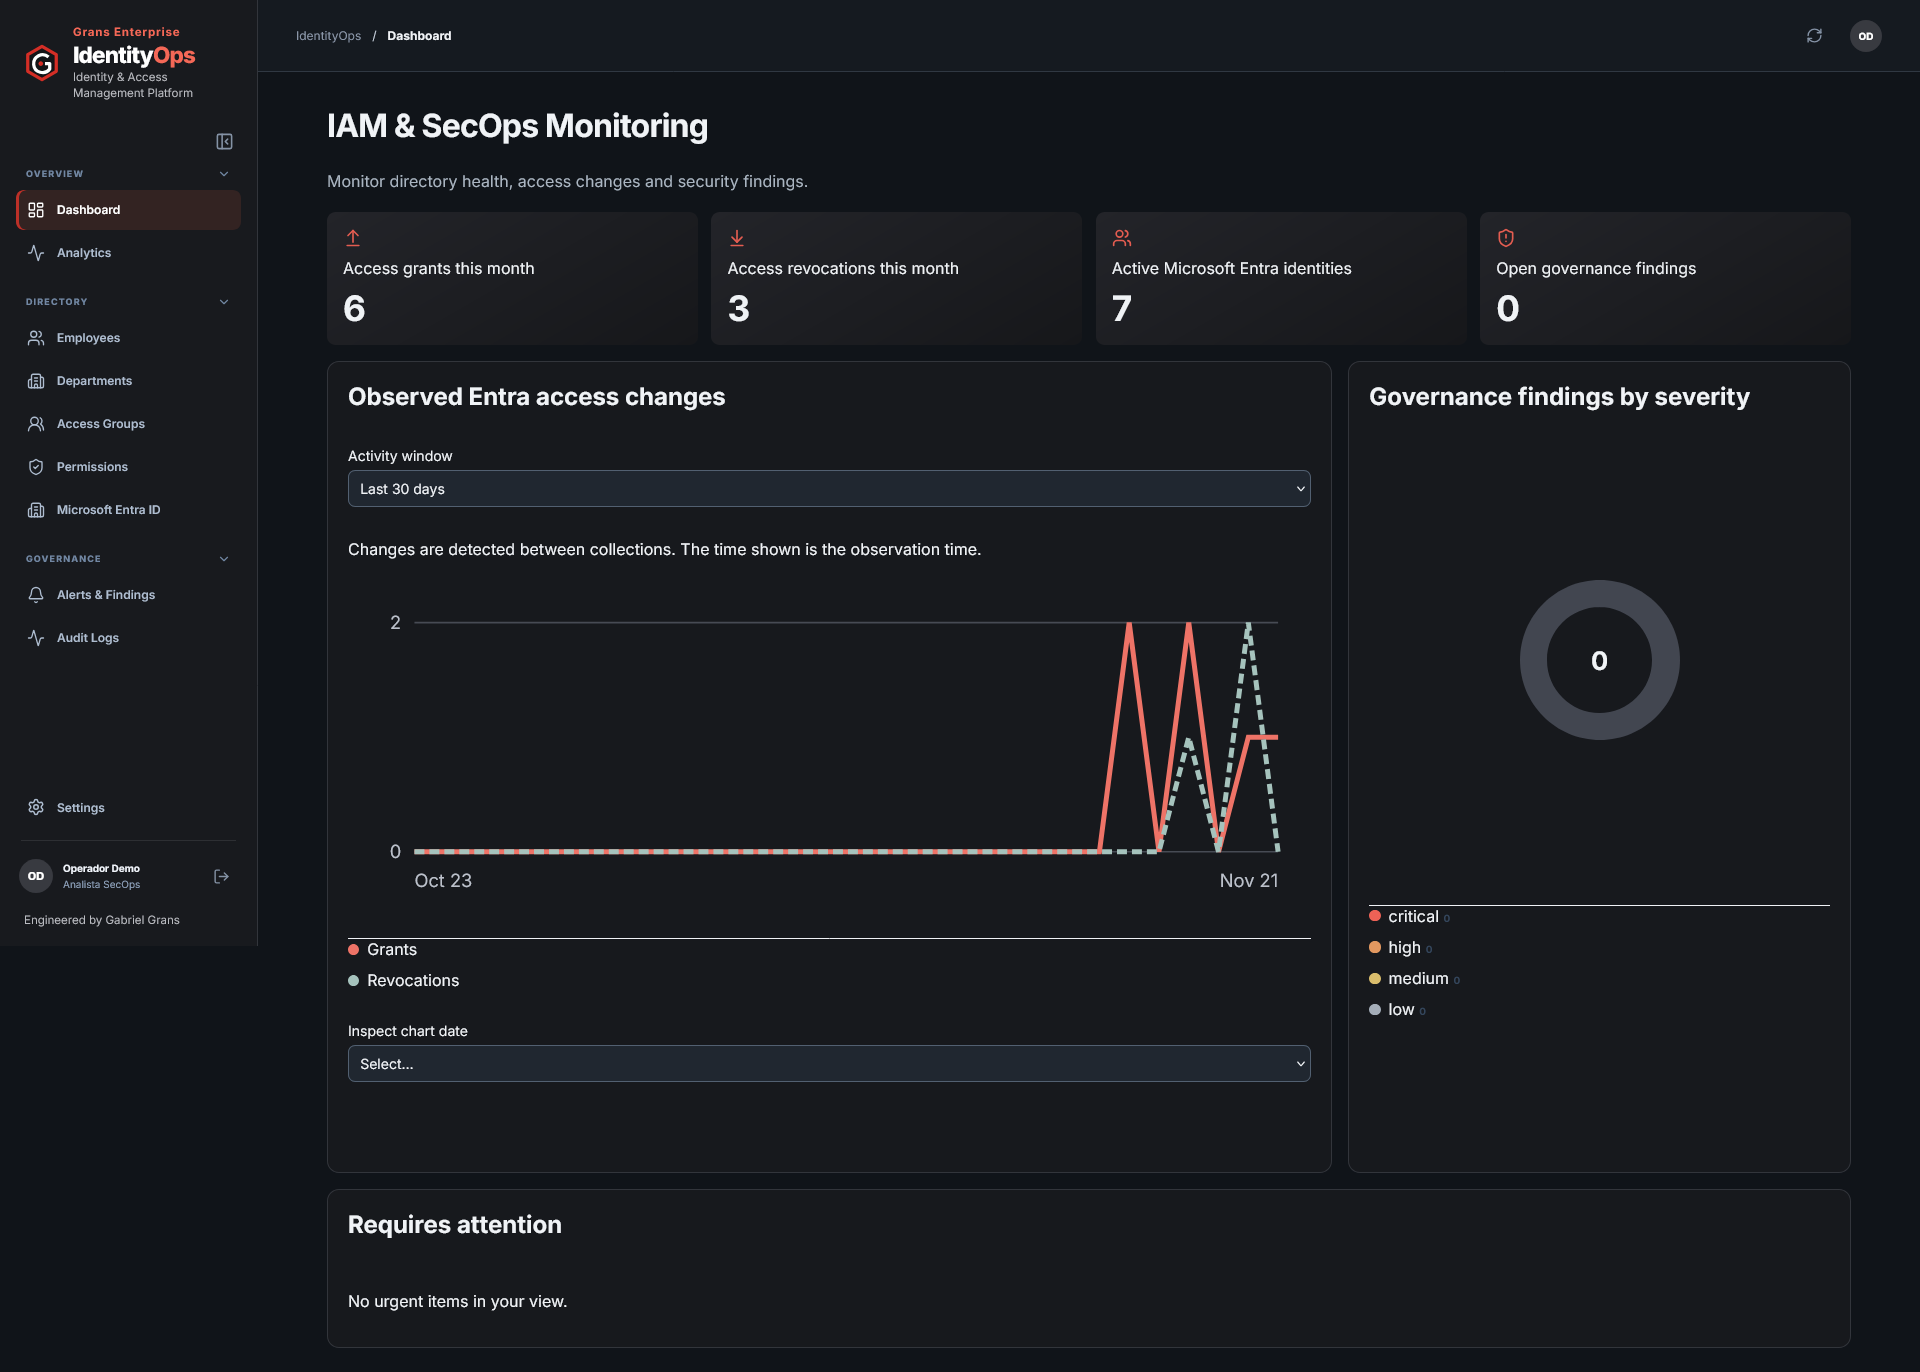 Grans Enterprise
IdentityOps
Identity & Access
Management Platform
OVERVIEW
Dashboard
Analytics
DIRECTORY
Employees
Departments
Access Groups
Permissions
Microsoft Entra ID
GOVERNANCE
Alerts & Findings
Audit Logs
Settings
OD
Operador Demo
Analista SecOps
Engineered by Gabriel Grans
IdentityOps / Dashboard
OD
IAM & SecOps Monitoring
Monitor directory health, access changes and security findings.
Access grants this month
6
Access revocations this month
3
Active Microsoft Entra identities
7
Open governance findings
0
Observed Entra access changes
Activity window
Last 30 days
Changes are detected between collections. The time shown is the observation time.
2
0
Oct 23
Nov 21
Grants
Revocations
Inspect chart date
Select...
Governance findings by severity
0
critical 0
high 0
medium 0
low 0
Requires attention
No urgent items in your view.